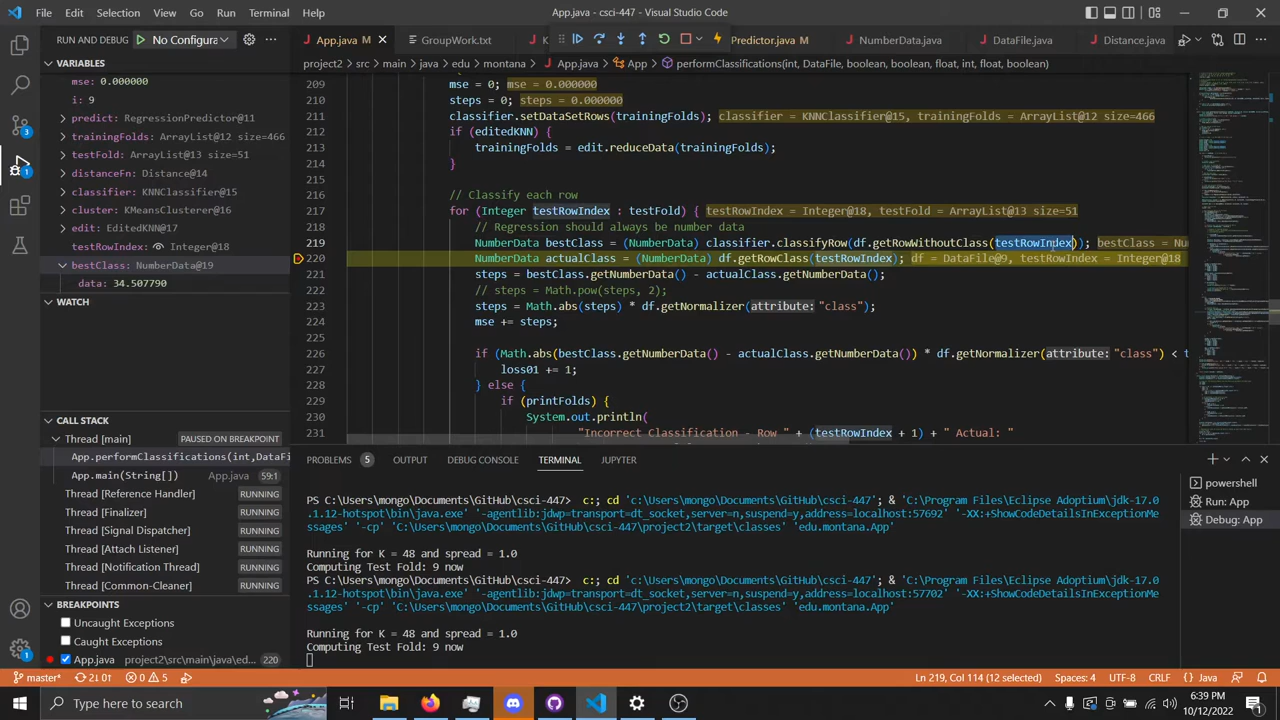 File Edit Selection View Go Run Terminal Help
App.java - csci-447 - Visual Studio Code
RUN AND DEBUG No Configura
App.java M GroupWork.txt K Predictor.java M NumberData.java DataFile.java Distance.java
project2 > src > main > java > edu > montana > App.java > App > performClassifications(int, DataFile, boolean, boolean, float, int, float, boolean)
VARIABLES
mse: 0.000000
i: 9
predict: RegressionPredictor@11
trainingFolds: ArrayList@12 size=466
testFold: ArrayList@13 size=51
distanceFn: Distance@14
classifier: KNNClassifier@15
cluster: KMeanClusterer@16
edit: EditedKNN@17
testRowIndex: Integer@18
bestClass: NumberData@19
data: 34.507790
WATCH
CALL STACK
Thread [main] PAUSED ON BREAKPOINT
App.performClassifications(int,DataFi
App.main(String[]) App.java 59:1
Thread [Reference Handler] RUNNING
Thread [Finalizer] RUNNING
Thread [Signal Dispatcher] RUNNING
Thread [Attach Listener] RUNNING
Thread [Notification Thread] RUNNING
Thread [Common-Cleaner] RUNNING
BREAKPOINTS
Uncaught Exceptions
Caught Exceptions
App.java project2\src\main\java\ed... 220
209 mse = 0; mse = 0.000000
210 steps = 0; steps = 0.000000
211 (trainingFolds); classifier = KNNClassifier@15, trainingFolds = ArrayList@12 size=466
212 if (editKNN) {
213 trainingFolds = edit.reduceData(trainingFolds);
214 }
215
216 // Classify each row
217 for (Integer testRowIndex : testFold) { testRowIndex = Integer@18, testFold = ArrayList@13 size=51
218 should always be number data
219 bestClass = (NumberData) classifier.classifyRow(df.getRowWithoutClass(testRowIndex)); bestClass = Nu
220 actualClass = (NumberData) df.getRowClass(testRowIndex); df = DataFile@9, testRowIndex = Integer@18
221 steps = bestClass.getNumberData() - actualClass.getNumberData();
222 // steps = Math.pow(steps, 2);
223 steps = Math.abs(steps) * df.getNormalizer(attribute: "class");
224 mse += steps;
225
226 if (Math.abs(bestClass.getNumberData() - actualClass.getNumberData()) * df.getNormalizer(attribute: "class") < t
227 += 1;
228 } else {
229 if (printFolds) {
230 System.out.println(
231 "Incorrect Classification - Row " + (testRowIndex + 1) + " Actual: "
PROBLEMS 5 OUTPUT DEBUG CONSOLE TERMINAL JUPYTER
PS C:\Users\mongo\Documents\GitHub\csci-447> c:; cd 'c:\Users\mongo\Documents\GitHub\csci-447'; & 'C:\Program Files\Eclipse Adoptium\jdk-17.0
.1.12-hotspot\bin\java.exe' '-agentlib:jdwp=transport=dt_socket,server=n,suspend=y,address=localhost:57692' '-XX:+ShowCodeDetailsInExceptionMe
ssages' '-cp' 'C:\Users\mongo\Documents\GitHub\csci-447\project2\target\classes' 'edu.montana.App'
Running for K = 48 and spread = 1.0
Computing Test Fold: 9 now
PS C:\Users\mongo\Documents\GitHub\csci-447> c:; cd 'c:\Users\mongo\Documents\GitHub\csci-447'; & 'C:\Program Files\Eclipse Adoptium\jdk-17.0
.1.12-hotspot\bin\java.exe' '-agentlib:jdwp=transport=dt_socket,server=n,suspend=y,address=localhost:57702' '-XX:+ShowCodeDetailsInExceptionMe
ssages' '-cp' 'C:\Users\mongo\Documents\GitHub\csci-447\project2\target\classes' 'edu.montana.App'
Running for K = 48 and spread = 1.0
Computing Test Fold: 9 now
powershell
Run: App
Debug: App
master* 2↓ 0↑ 0 5
Ln 219, Col 114 (12 selected) Spaces: 4 UTF-8 CRLF Java
Type here to search
6:39 PM
10/12/2022